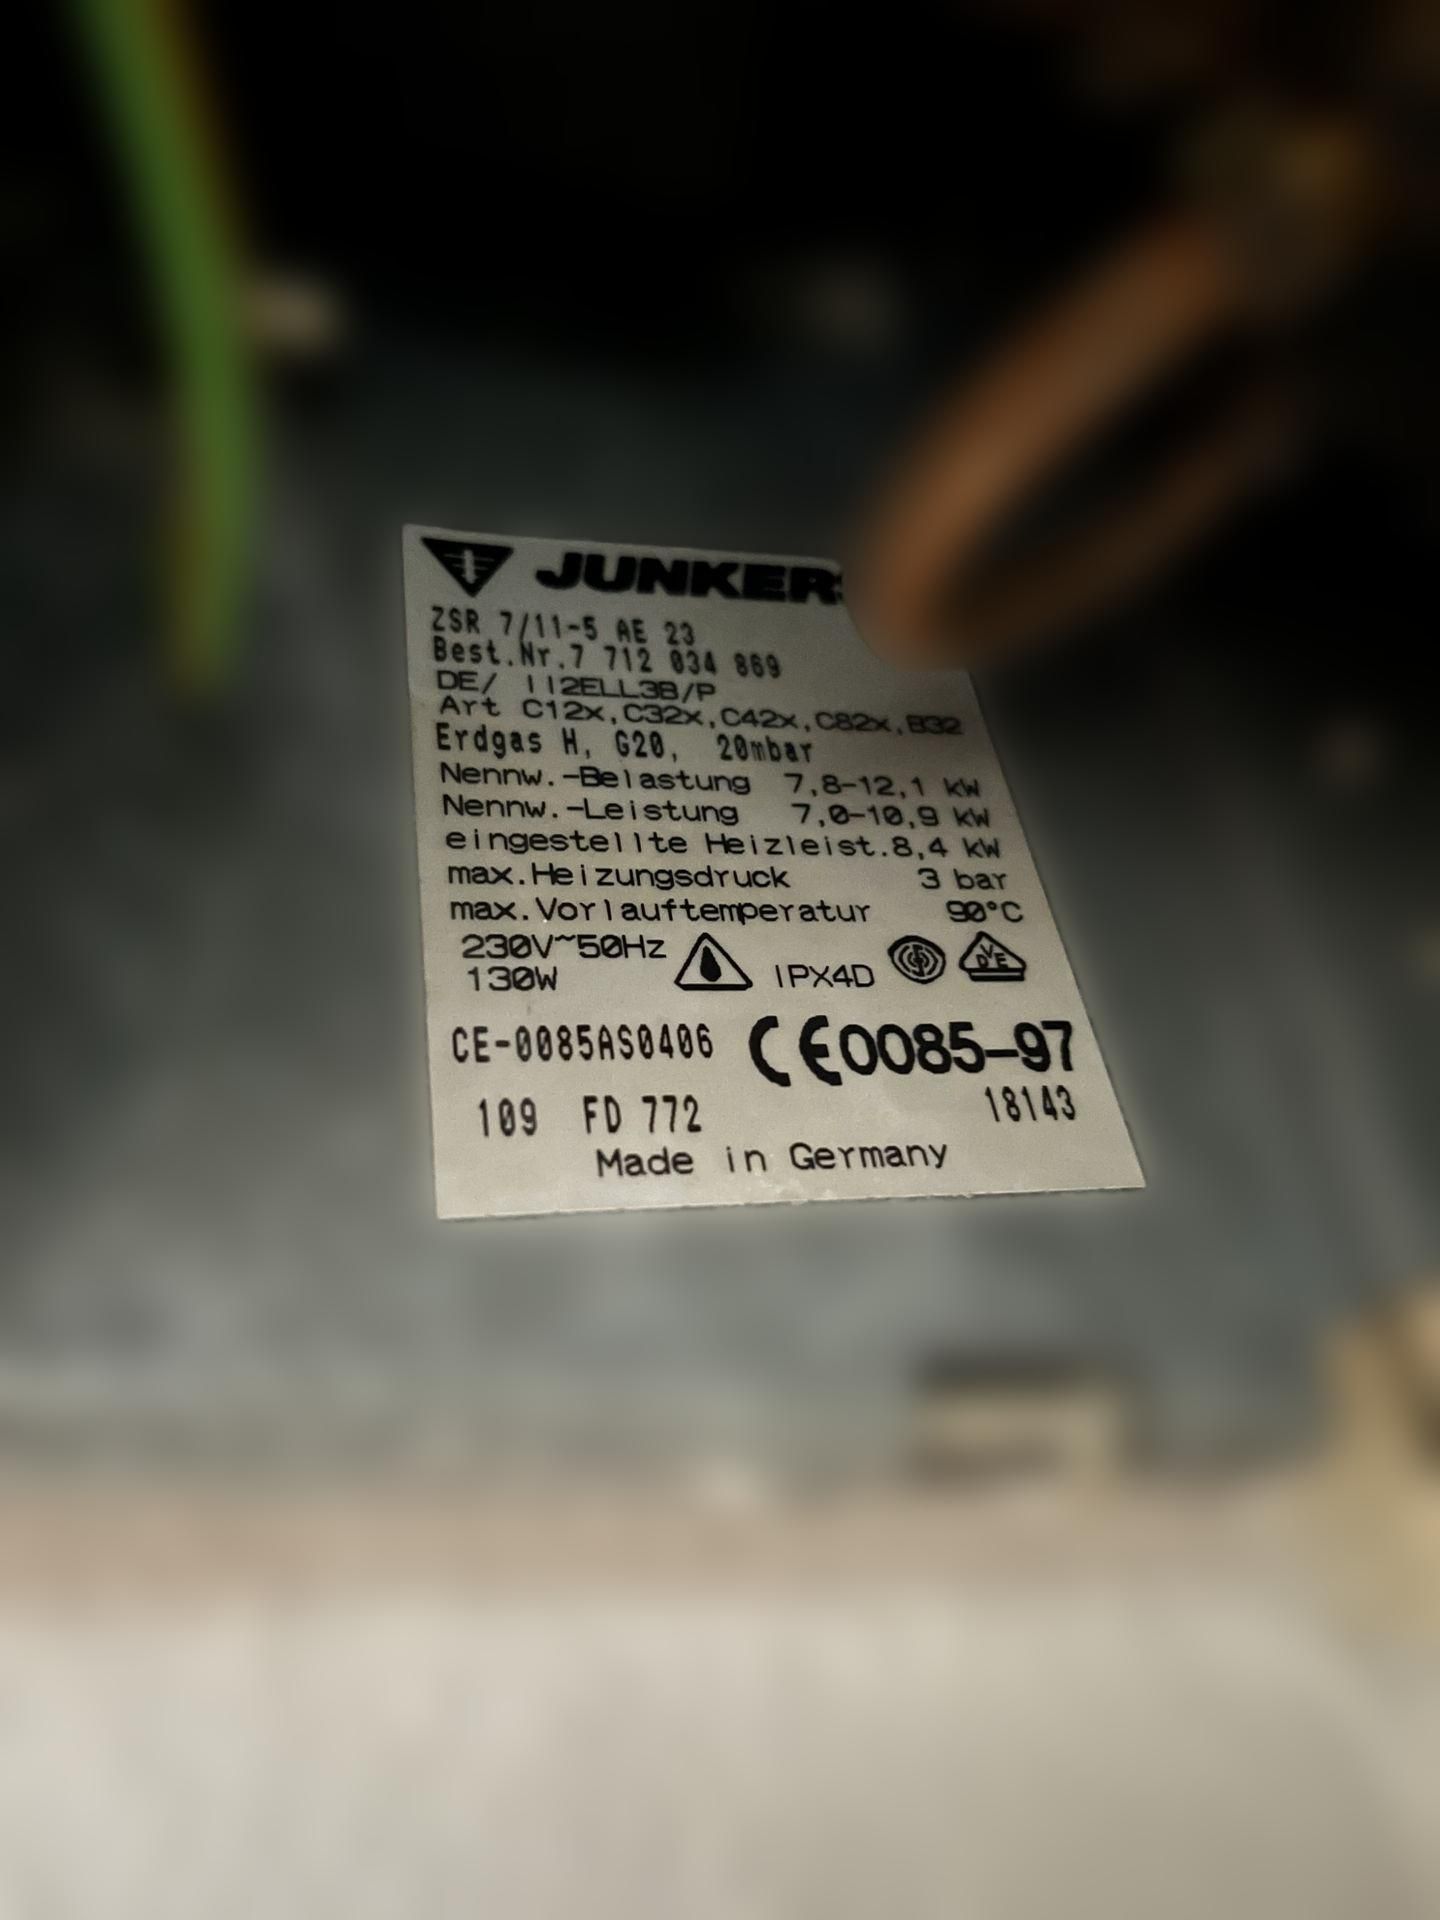 JUNKERS
ZSR 7/11-5 AE 23
Best.Nr.7 712 034 869
DE/ II2ELL3B/P
Art C12x,C32x,C42x,C82x,B32
Erdgas H, G20, 20mbar
Nennw.-Belastung 7,8-12,1 kW
Nennw.-Leistung 7,0-10,9 kW
eingestellte Heizleist.8,4 kW
max.Heizungsdruck 3 bar
max.Vorlauftemperatur 90°C
230V~50Hz
130W IPX4D DVE
CE-0085AS0406 CE0085-97
109 FD 772 18143
Made in Germany